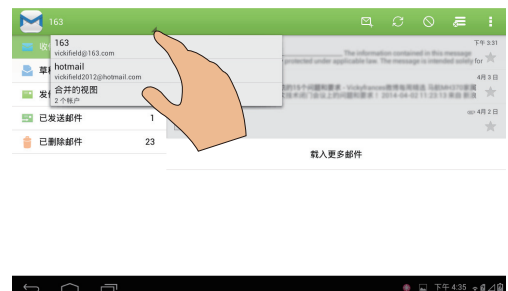 163
163
vickifield@163.com
hotmail
vickifield2012@hotmail.com
合并的视图
2 个帐户
收
草
发
已发送邮件 1
已删除邮件 23
下午 3:31
The information contained in this message
protected under applicable law. The message is intended solely for
4月 3 日
4月 2 日
载入更多邮件
下午 4:35